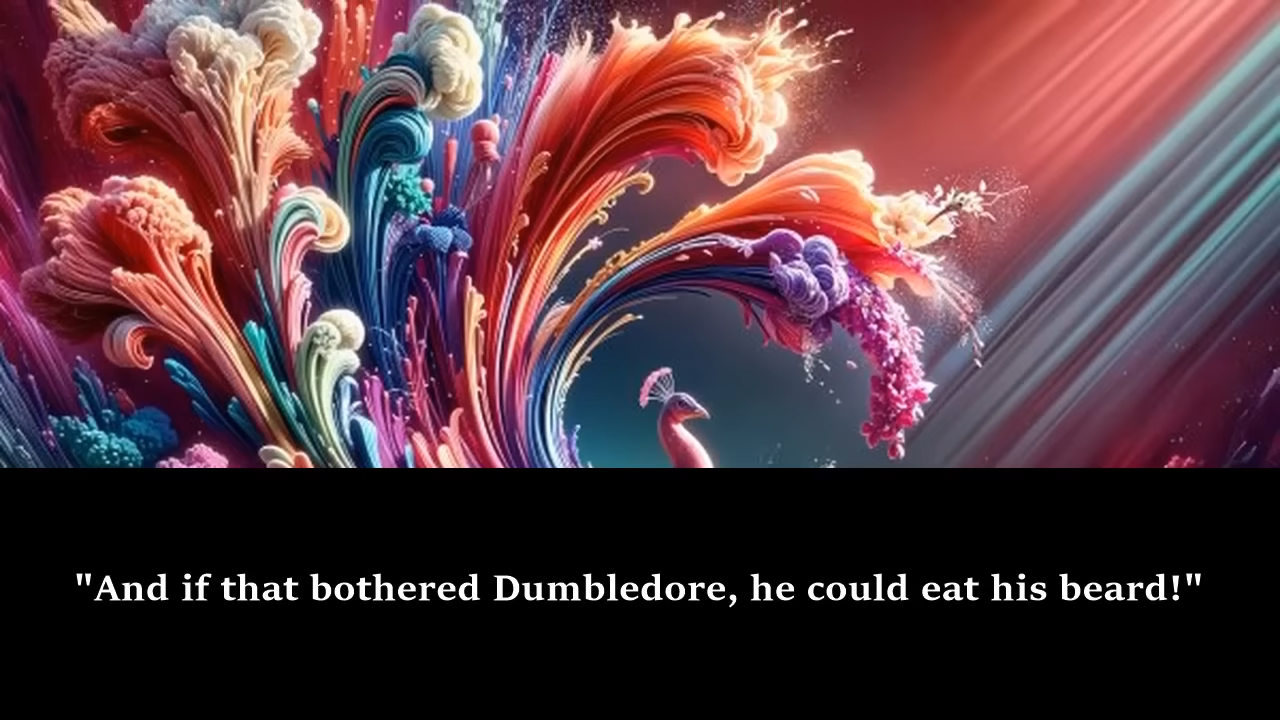 "And if that bothered Dumbledore, he could eat his beard!"